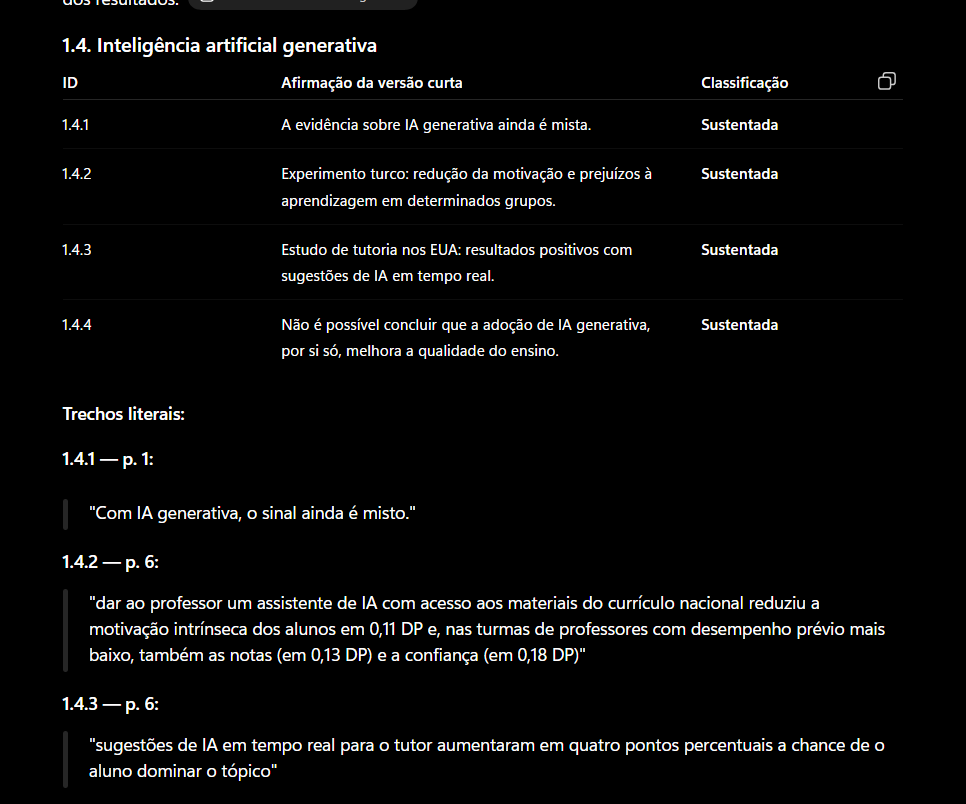 dos resultados.
1.4. Inteligência artificial generativa
ID Afirmação da versão curta Classificação
1.4.1 A evidência sobre IA generativa ainda é mista. Sustentada
1.4.2 Experimento turco: redução da motivação e prejuízos à Sustentada
aprendizagem em determinados grupos.
1.4.3 Estudo de tutoria nos EUA: resultados positivos com Sustentada
sugestões de IA em tempo real.
1.4.4 Não é possível concluir que a adoção de IA generativa, Sustentada
por si só, melhora a qualidade do ensino.
Trechos literais:
1.4.1 — p. 1:
"Com IA generativa, o sinal ainda é misto."
1.4.2 — p. 6:
"dar ao professor um assistente de IA com acesso aos materiais do currículo nacional reduziu a
motivação intrínseca dos alunos em 0,11 DP e, nas turmas de professores com desempenho prévio mais
baixo, também as notas (em 0,13 DP) e a confiança (em 0,18 DP)"
1.4.3 — p. 6:
"sugestões de IA em tempo real para o tutor aumentaram em quatro pontos percentuais a chance de o
aluno dominar o tópico"